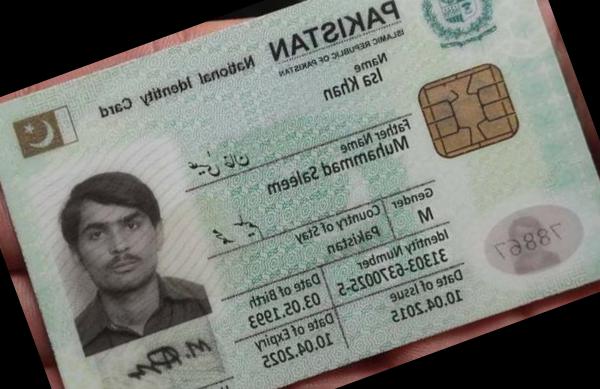 PAKISTAN
National Identity Card
ISLAMIC REPUBLIC OF PAKISTAN
Name
Isa Khan
Father Name
Muhammad Saleem
Gender
Country of Stay
M
Pakistan
Identity Number
Date of Birth
31303-6370025-5
03.05.1993
Date of Issue
Date of Expiry
10.04.2015
10.04.2025
78867